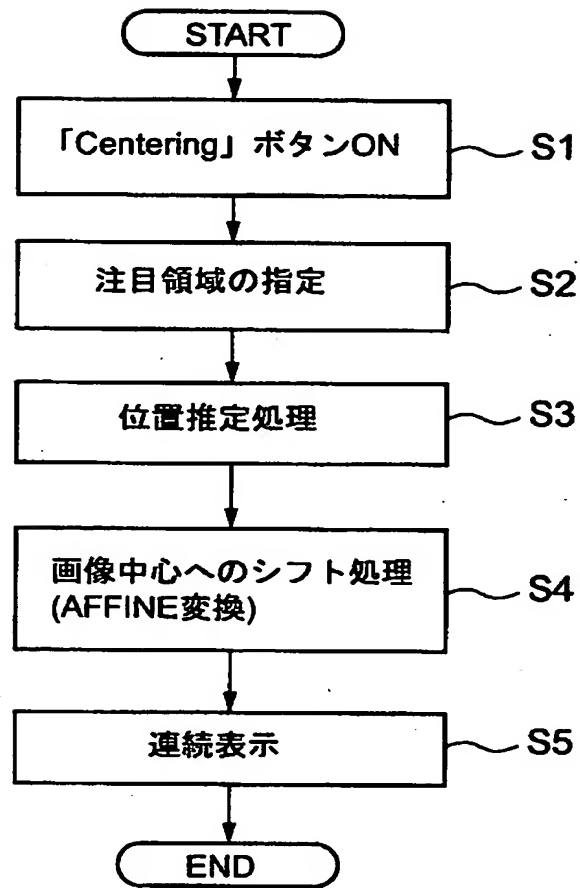 START
「Centering」ボタンON
S1
注目領域の指定
S2
位置推定処理
S3
画像中心へのシフト処理
(AFFINE変換)
S4
連続表示
S5
END